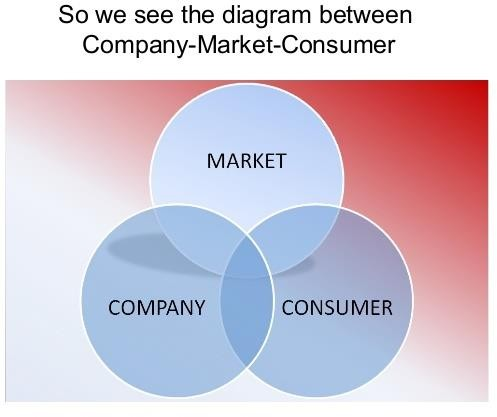 So we see the diagram between
Company-Market-Consumer
MARKET
COMPANY
CONSUMER